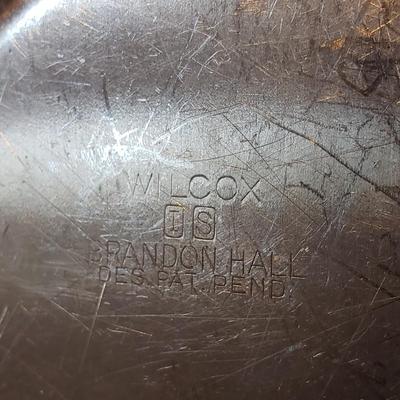 WILCOX
IS
BRANDON HALL
DES. PAT. PEND.